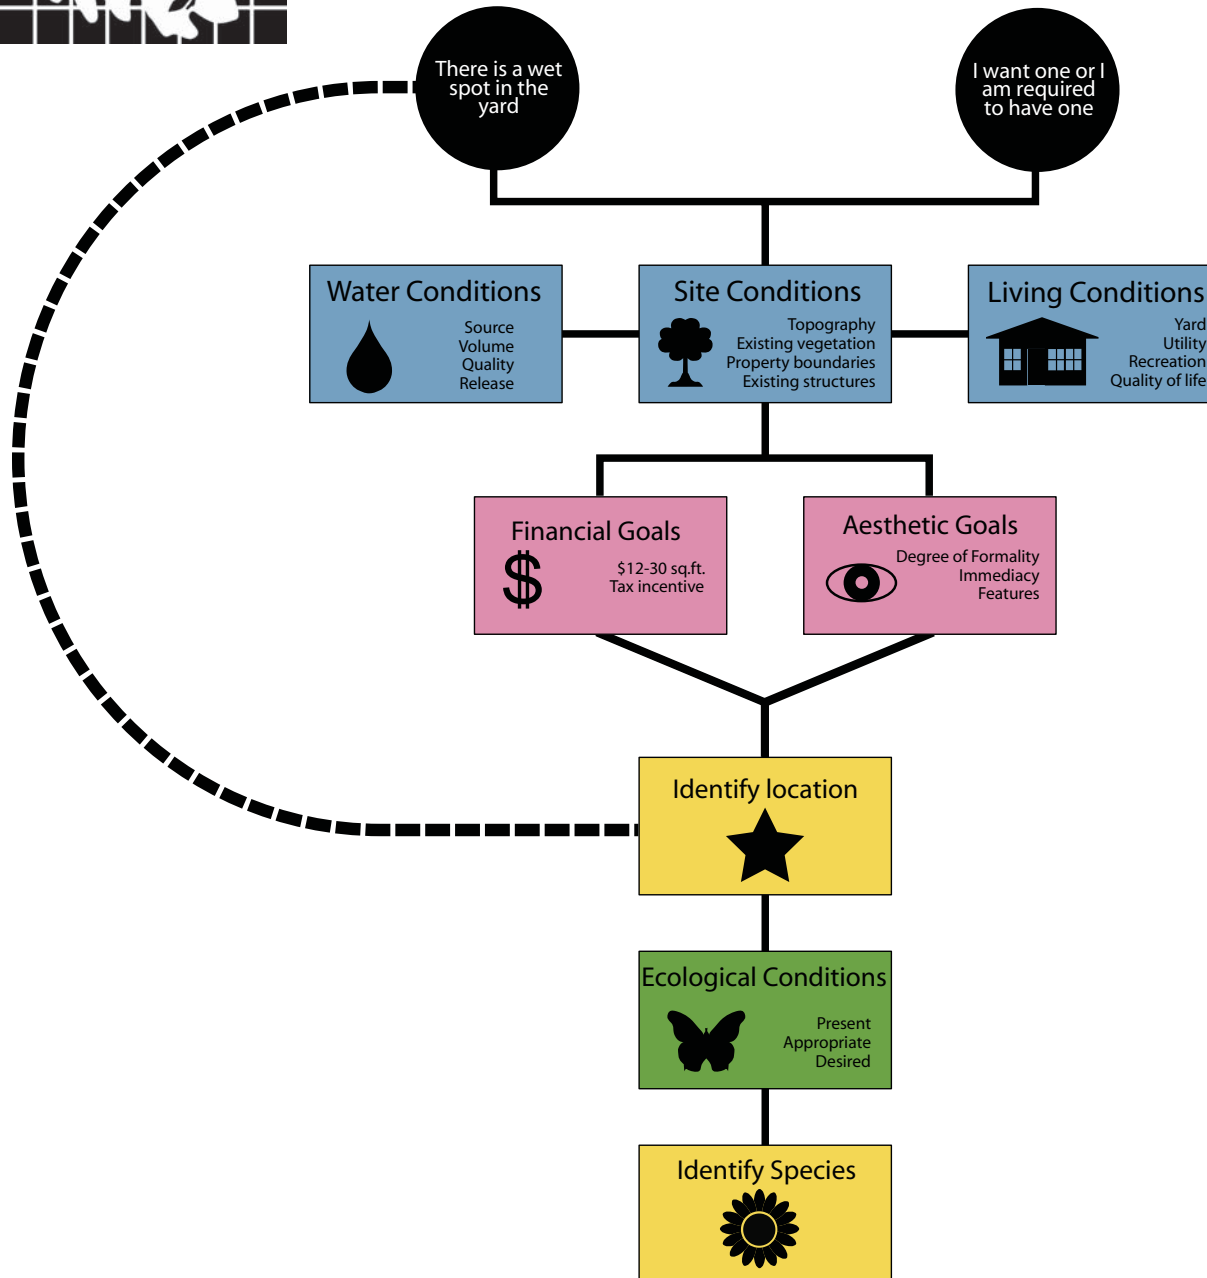 There is a wet
spot in the
yard
I want one or I
am required
to have one
Water Conditions
Source
Volume
Quality
Release
Site Conditions
Topography
Existing vegetation
Property boundaries
Existing structures
Living Conditions
Yard
Utility
Recreation
Quality of life
Financial Goals
$
$12-30 sq.ft.
Tax incentive
Aesthetic Goals
Degree of Formality
Immediacy
Features
Identify location
Ecological Conditions
Present
Appropriate
Desired
Identify Species